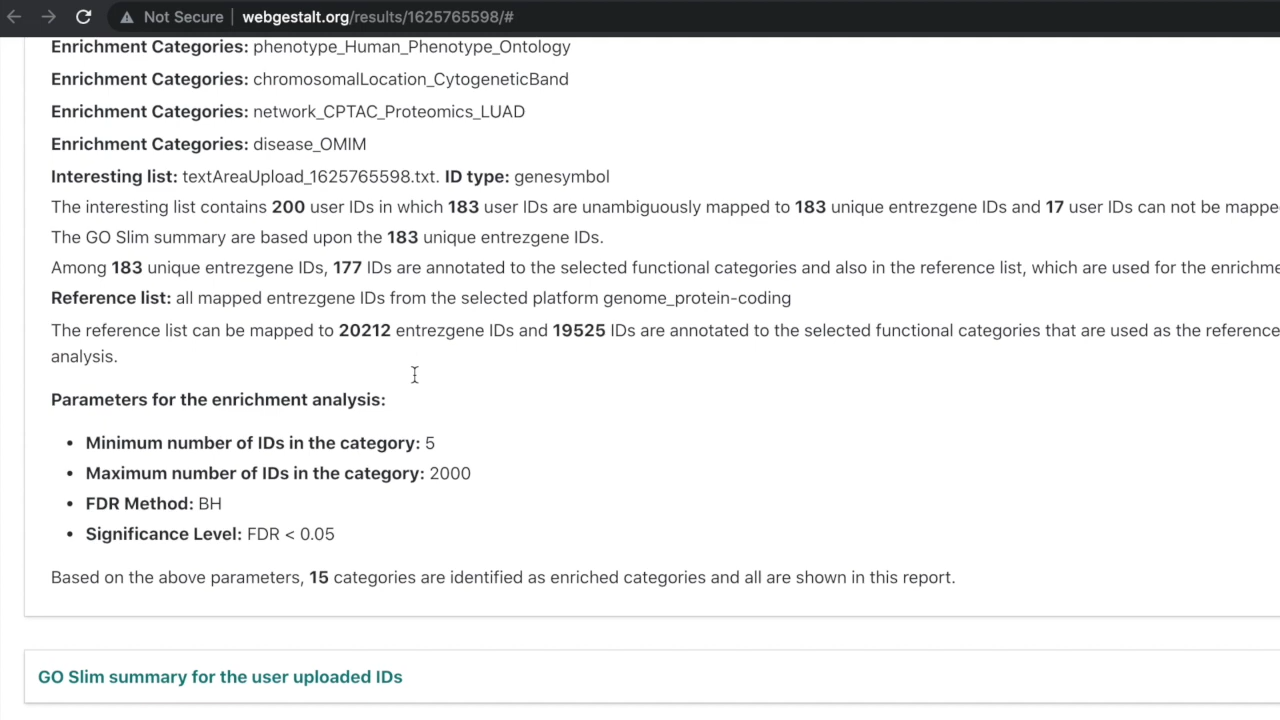 Not Secure webgestalt.org/results/1625765598/#
Enrichment Categories: phenotype_Human_Phenotype_Ontology
Enrichment Categories: chromosomalLocation_CytogeneticBand
Enrichment Categories: network_CPTAC_Proteomics_LUAD
Enrichment Categories: disease_OMIM
Interesting list: textAreaUpload_1625765598.txt. ID type: genesymbol
The interesting list contains 200 user IDs in which 183 user IDs are unambiguously mapped to 183 unique entrezgene IDs and 17 user IDs can not be mappe
The GO Slim summary are based upon the 183 unique entrezgene IDs.
Among 183 unique entrezgene IDs, 177 IDs are annotated to the selected functional categories and also in the reference list, which are used for the enrichme
Reference list: all mapped entrezgene IDs from the selected platform genome_protein-coding
The reference list can be mapped to 20212 entrezgene IDs and 19525 IDs are annotated to the selected functional categories that are used as the reference
analysis.
Parameters for the enrichment analysis:
• Minimum number of IDs in the category: 5
• Maximum number of IDs in the category: 2000
• FDR Method: BH
• Significance Level: FDR < 0.05
Based on the above parameters, 15 categories are identified as enriched categories and all are shown in this report.
GO Slim summary for the user uploaded IDs